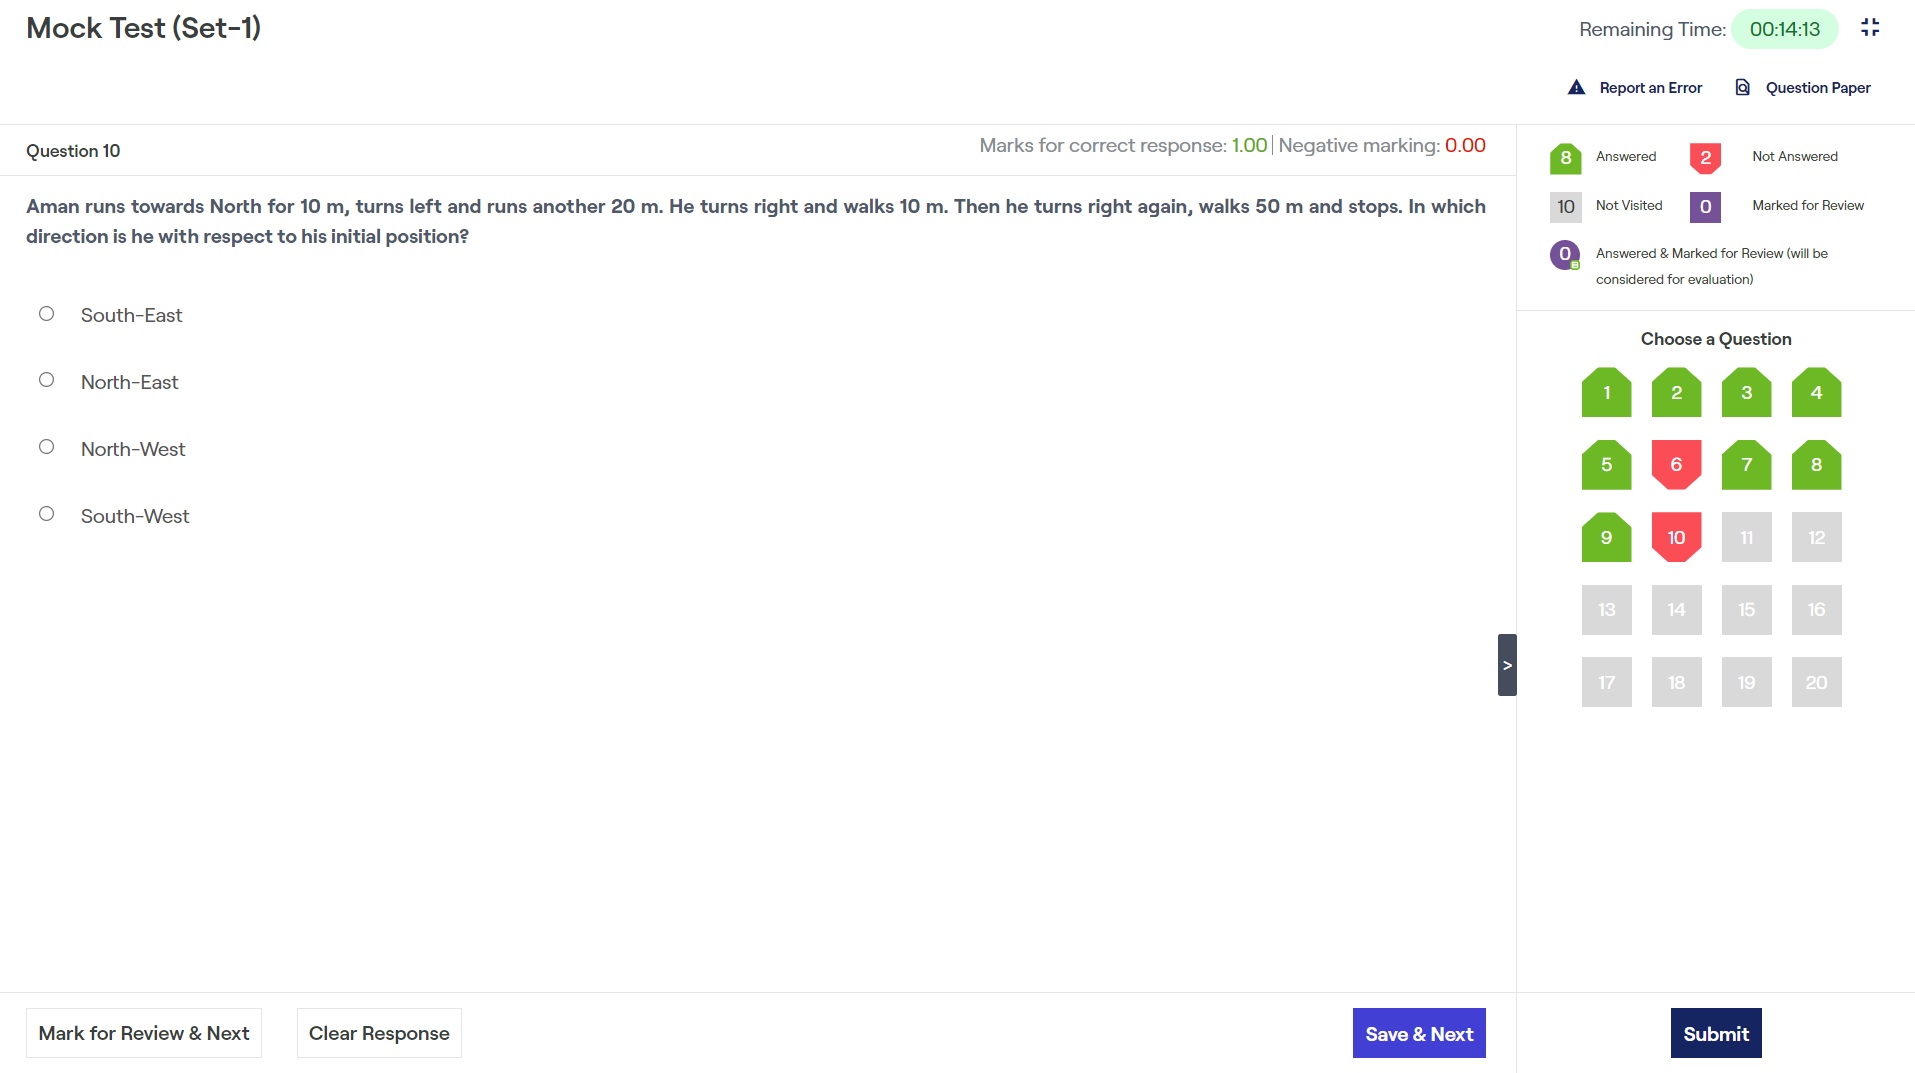 Mock Test (Set-1)
Remaining Time: 00:14:13
Report an Error
Question Paper
Question 10
Marks for correct response: 1.00 | Negative marking: 0.00
Aman runs towards North for 10 m, turns left and runs another 20 m. He turns right and walks 10 m. Then he turns right again, walks 50 m and stops. In which
direction is he with respect to his initial position?
South-East
North-East
North-West
South-West
8 Answered
2 Not Answered
10 Not Visited
0 Marked for Review
0 Answered & Marked for Review (will be
considered for evaluation)
Choose a Question
1 2 3 4
5 6 7 8
9 10 11 12
13 14 15 16
17 18 19 20
>
Mark for Review & Next
Clear Response
Save & Next
Submit